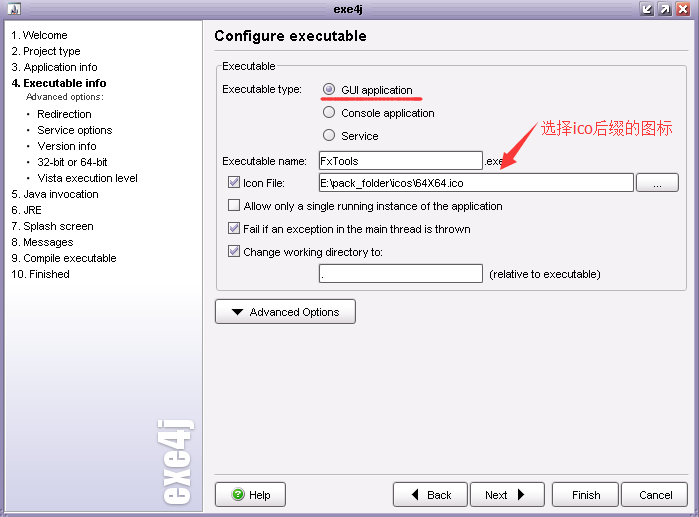 exe4j
1. Welcome
2. Project type
3. Application info
4. Executable info
Advanced options:
• Redirection
• Service options
• Version info
• 32-bit or 64-bit
• Vista execution level
5. Java invocation
6. JRE
7. Splash screen
8. Messages
9. Compile executable
10. Finished
exe4j
Configure executable
Executable
Executable type:
GUI application
Console application
Service
选择ico后缀的图标
Executable name: FxTools .exe
Icon File: E:\pack_folder\icos\64X64.ico ...
Allow only a single running instance of the application
Fail if an exception in the main thread is thrown
Change working directory to:
. (relative to executable)
Advanced Options
Help Back Next Finish Cancel